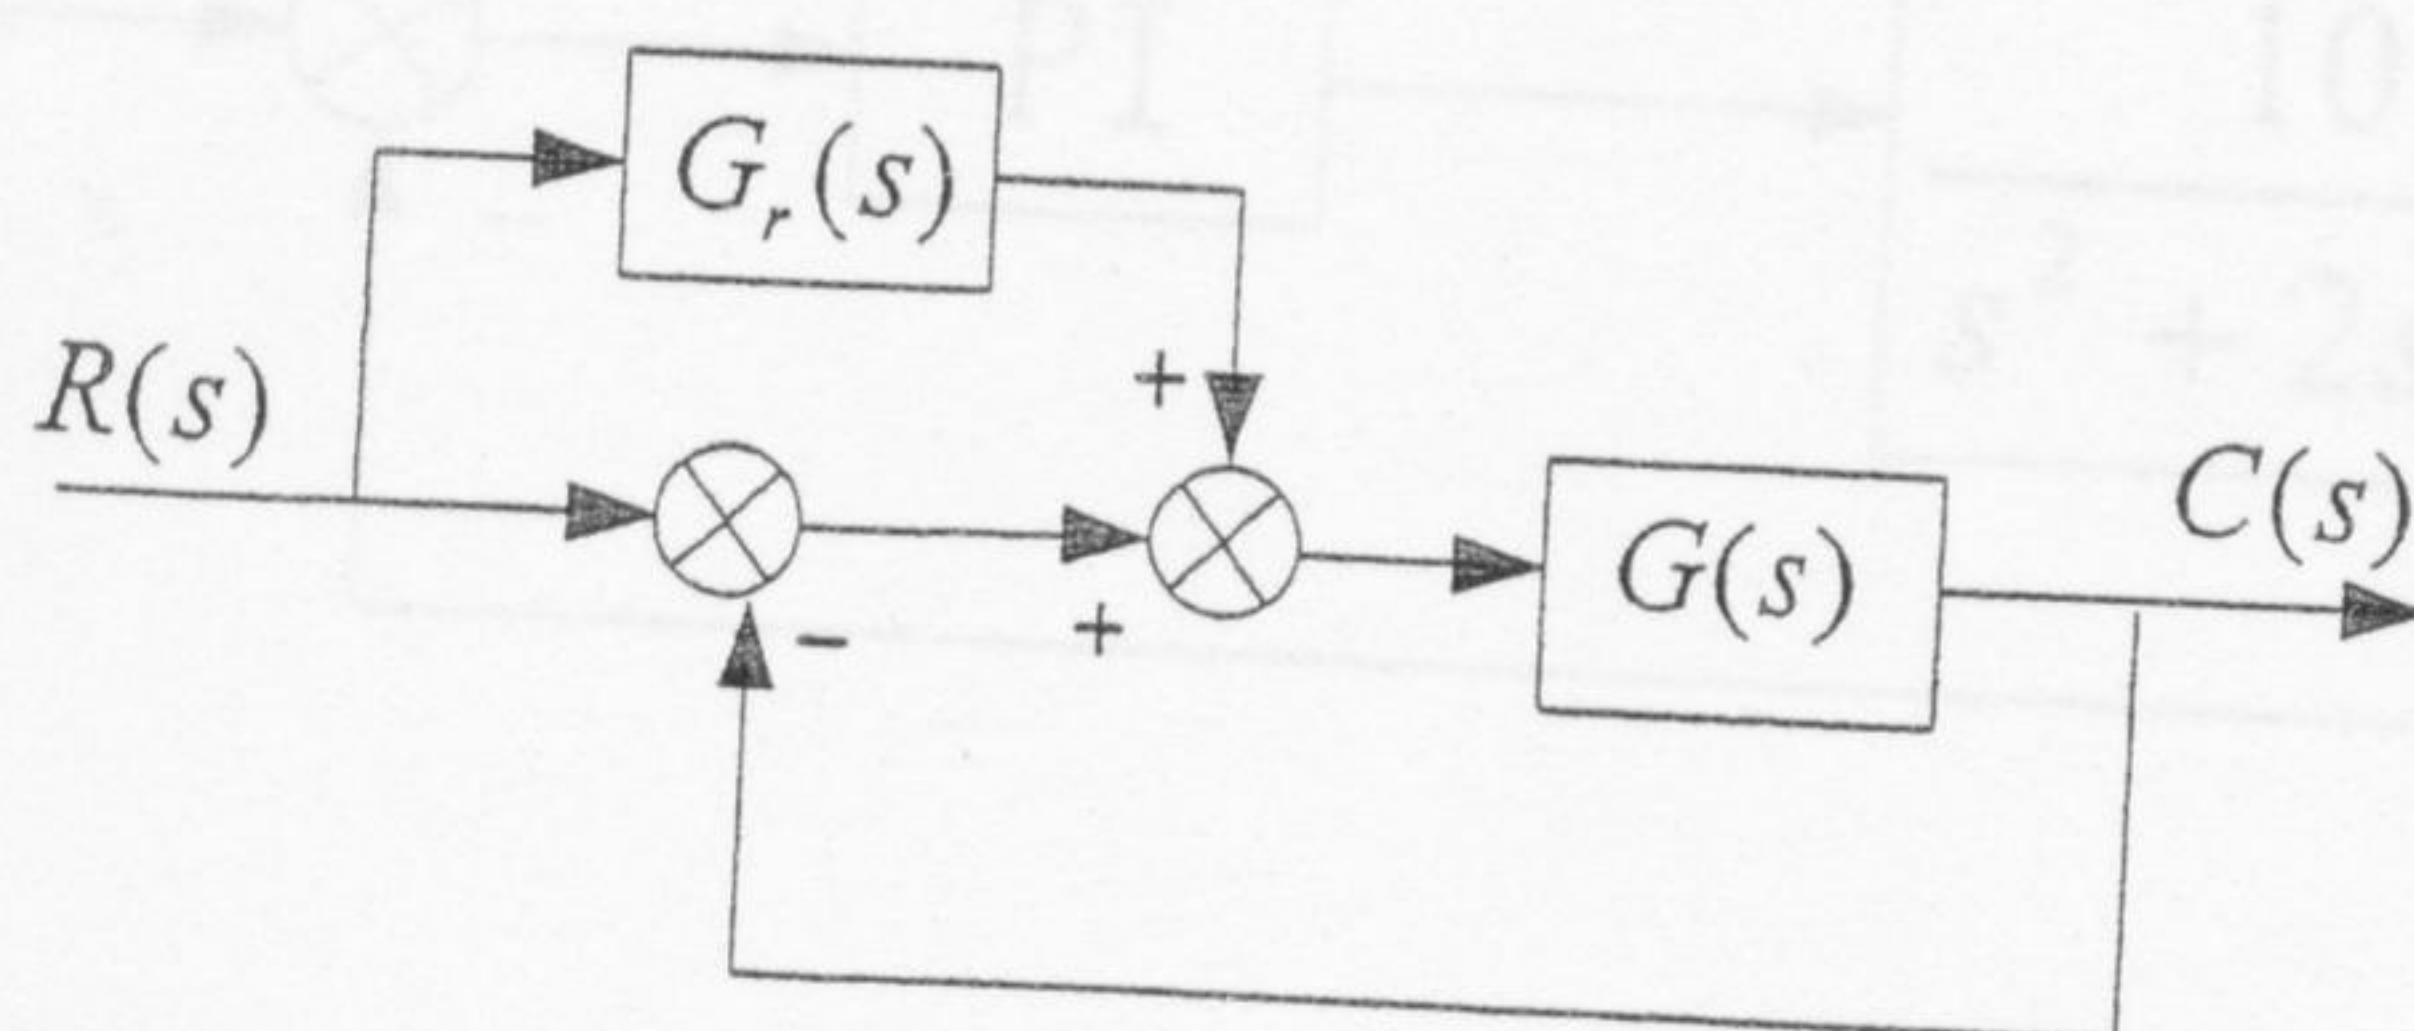 G_r(s)
R(s)
+
C(s)
G(s)
−
+